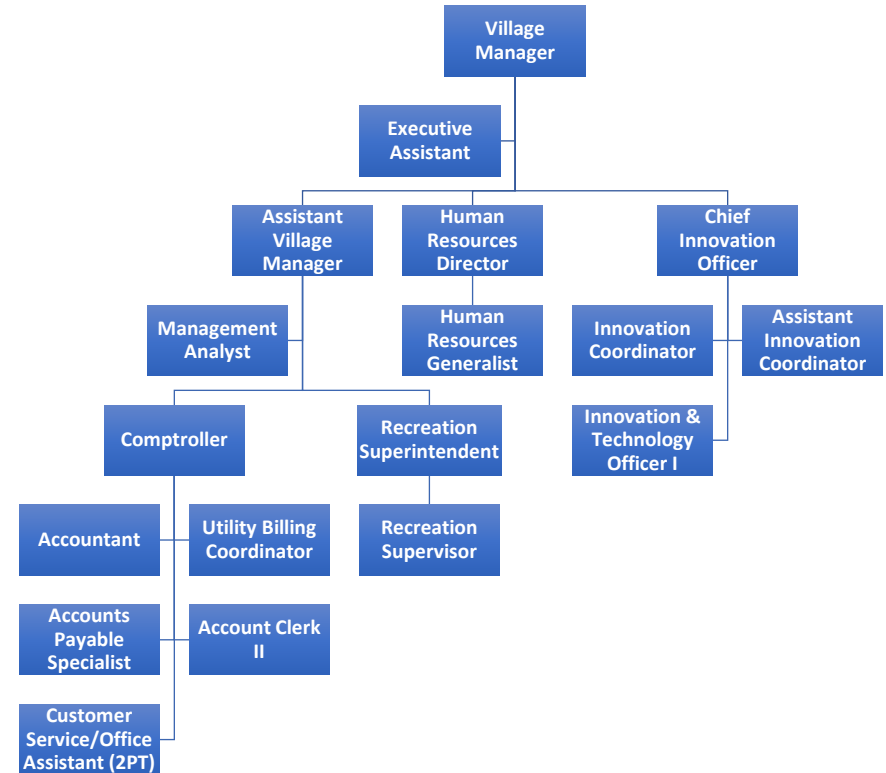 Village
Manager
Executive
Assistant
Assistant
Village
Manager
Human
Resources
Director
Chief
Innovation
Officer
Management
Analyst
Human
Resources
Generalist
Innovation
Coordinator
Assistant
Innovation
Coordinator
Comptroller
Recreation
Superintendent
Innovation &
Technology
Officer I
Accountant
Utility Billing
Coordinator
Recreation
Supervisor
Accounts
Payable
Specialist
Account Clerk
II
Customer
Service/Office
Assistant (2PT)